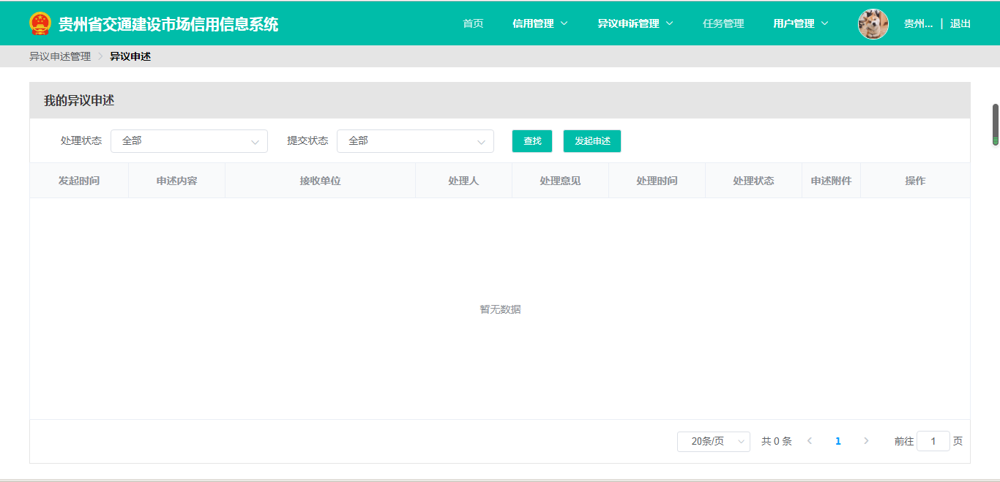 贵州省交通建设市场信用信息系统 首页 信用管理 异议申诉管理 任务管理 用户管理 贵州... | 退出
异议申述管理 > 异议申述
我的异议申述
处理状态 全部 提交状态 全部 查找 发起申述
发起时间 申述内容 接收单位 处理人 处理意见 处理时间 处理状态 申述附件 操作
暂无数据
20条/页 共 0 条 < 1 > 前往 1 页